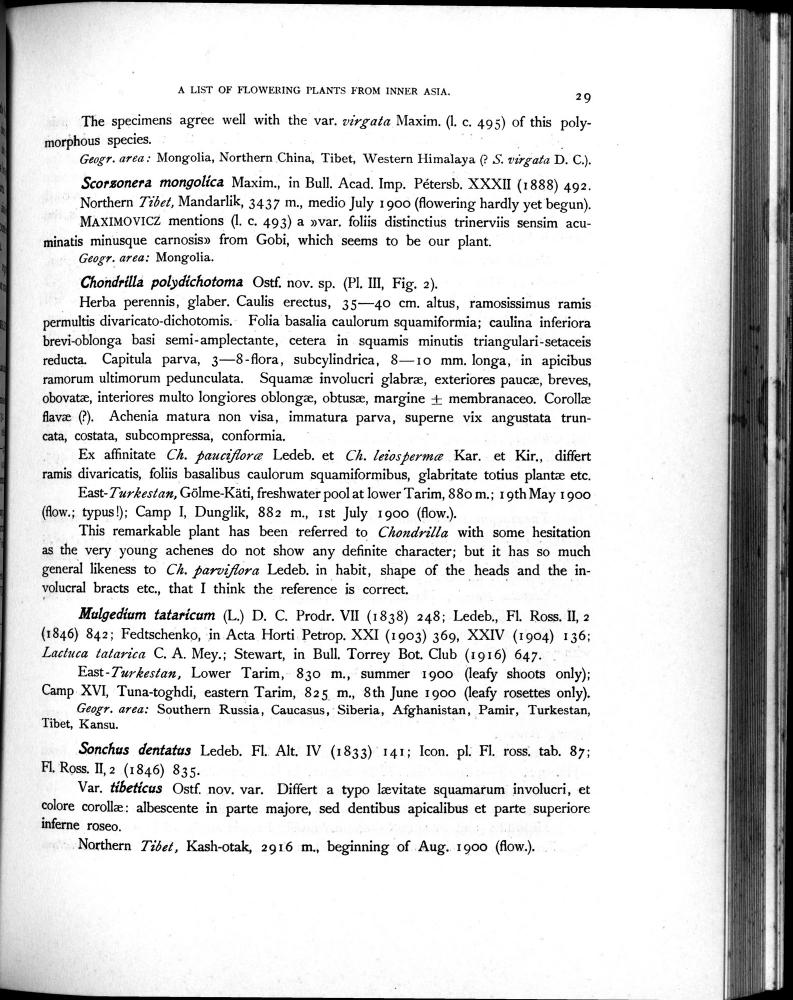 A LIST OF FLOWERING PLANTS FROM INNER ASIA.
29
The specimens agree well with the var. virgata Maxim. (l. c. 495) of this poly-
morphous species.
Geogr. area: Mongolia, Northern China, Tibet, Western Himalaya (? S. virgata D. C.).
Scorzonera mongolica Maxim., in Bull. Acad. Imp. Pétersb. XXXII (1888) 492.
Northern Tibet, Mandarlik, 3437 m., medio July 1900 (flowering hardly yet begun).
MAXIMOVICZ mentions (l. c. 493) a »var. foliis distinctius trinerviis sensim acu-
minatis minusque carnosis» from Gobi, which seems to be our plant.
Geogr. area: Mongolia.
Chondrilla polydichotoma Ostf. nov. sp. (Pl. III, Fig. 2).
Herba perennis, glaber. Caulis erectus, 35—40 cm. altus, ramosissimus ramis
permultis divaricato-dichotomis. Folia basalia caulorum squamiformia; caulina inferiora
brevi-oblonga basi semi-amplectante, cetera in squamis minutis triangulari-setaceis
reducta. Capitula parva, 3—8-flora, subcylindrica, 8—10 mm. longa, in apicibus
ramorum ultimorum pedunculata. Squamæ involucri glabræ, exteriores paucæ, breves,
obovatæ, interiores multo longiores oblongæ, obtusæ, margine ± membranaceo. Corollæ
flavæ (?). Achenia matura non visa, immatura parva, superne vix angustata trun-
cata, costata, subcompressa, conformia.
Ex affinitate Ch. paucifloræ Ledeb. et Ch. leiospermæ Kar. et Kir., differt
ramis divaricatis, foliis basalibus caulorum squamiformibus, glabritate totius plantæ etc.
East-Turkestan, Gölme-Käti, freshwater pool at lower Tarim, 880 m.; 19th May 1900
(flow.; typus!); Camp I, Dunglik, 882 m., 1st July 1900 (flow.).
This remarkable plant has been referred to Chondrilla with some hesitation
as the very young achenes do not show any definite character; but it has so much
general likeness to Ch. parviflora Ledeb. in habit, shape of the heads and the in-
volucral bracts etc., that I think the reference is correct.
Mulgedium tataricum (L.) D. C. Prodr. VII (1838) 248; Ledeb., Fl. Ross. II, 2
(1846) 842; Fedtschenko, in Acta Horti Petrop. XXI (1903) 369, XXIV (1904) 136;
Lactuca tatarica C. A. Mey.; Stewart, in Bull. Torrey Bot. Club (1916) 647.
East-Turkestan, Lower Tarim, 830 m., summer 1900 (leafy shoots only);
Camp XVI, Tuna-toghdi, eastern Tarim, 825 m., 8th June 1900 (leafy rosettes only).
Geogr. area: Southern Russia, Caucasus, Siberia, Afghanistan, Pamir, Turkestan,
Tibet, Kansu.
Sonchus dentatus Ledeb. Fl. Alt. IV (1833) 141; Icon. pl. Fl. ross. tab. 87;
Fl. Ross. II, 2 (1846) 835.
Var. tibeticus Ostf. nov. var. Differt a typo lævitate squamarum involucri, et
colore corollæ: albescente in parte majore, sed dentibus apicalibus et parte superiore
inferne roseo.
Northern Tibet, Kash-otak, 2916 m., beginning of Aug. 1900 (flow.).